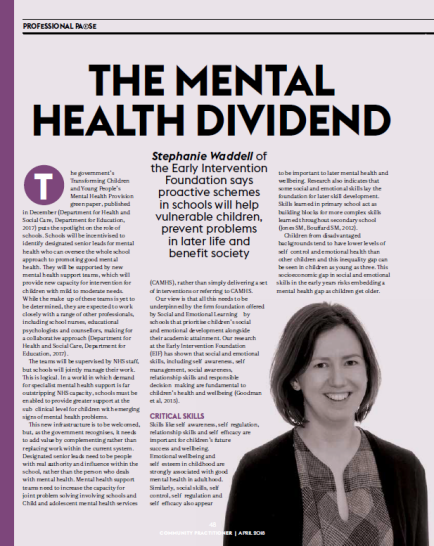 PROFESSIONAL PAUSE
THE MENTAL
HEALTH DIVIDEND
Stephanie Waddell of
the Early Intervention
Foundation says
proactive schemes
in schools will help
vulnerable children,
prevent problems
in later life and
benefit society
The government's
Transforming Children
and Young People's
Mental Health Provision
green paper, published
in December (Department for Health and
Social Care, Department for Education,
2017) puts the spotlight on the role of
schools. Schools will be incentivised to
identify designated senior leads for mental
health who can oversee the whole school
approach to promoting good mental
health. They will be supported by new
mental health support teams, which will
provide new capacity for intervention for
children with mild to moderate needs.
While the make up of these teams is yet to
be determined, they are expected to work
closely with a range of other professionals,
including school nurses, educational
psychologists and counsellors, making for
a collaborative approach (Department for
Health and Social Care, Department for
Education, 2017).
The teams will be supervised by NHS staff,
but schools will jointly manage their work.
This is logical. In a world in which demand
for specialist mental health support is far
outstripping NHS capacity, schools must be
enabled to provide greater support at the
sub clinical level for children with emerging
signs of mental health problems.
This new infrastructure is to be welcomed,
but, as the government recognises, it needs
to add value by complementing rather than
replacing work within the current system.
Designated senior leads need to be people
with real authority and influence within the
school, rather than the person who deals
with mental health. Mental health support
teams need to increase the capacity for
joint problem solving involving schools and
Child and adolescent mental health services
(CAMHS), rather than simply delivering a set
of interventions or referring to CAMHS.
Our view is that all this needs to be
underpinned by the firm foundation offered
by Social and Emotional Learning by
schools that prioritise children's social
and emotional development alongside
their academic attainment. Our research
at the Early Intervention Foundation
(EIF) has shown that social and emotional
skills, including self awareness, self
management, social awareness,
relationship skills and responsible
decision making are fundamental to
children's health and wellbeing (Goodman
et al, 2015).
CRITICAL SKILLS
Skills like self awareness, self regulation,
relationship skills and self efficacy are
important for children's future
success and wellbeing.
Emotional wellbeing and
self esteem in childhood are
strongly associated with good
mental health in adulthood.
Similarly, social skills, self
control, self regulation and
self efficacy also appear
to be important to later mental health and
wellbeing. Research also indicates that
some social and emotional skills lay the
foundation for later skill development.
Skills learned in primary school act as
building blocks for more complex skills
learned throughout secondary school
(Jones SM, Bouffard SM, 2012).
Children from disadvantaged
backgrounds tend to have lower levels of
self control and emotional health than
other children and this inequality gap can
be seen in children as young as three. This
socioeconomic gap in social and emotional
skills in the early years risks embedding a
mental health gap as children get older.
COMMUNITY PRACTITIONER | APRIL 2018